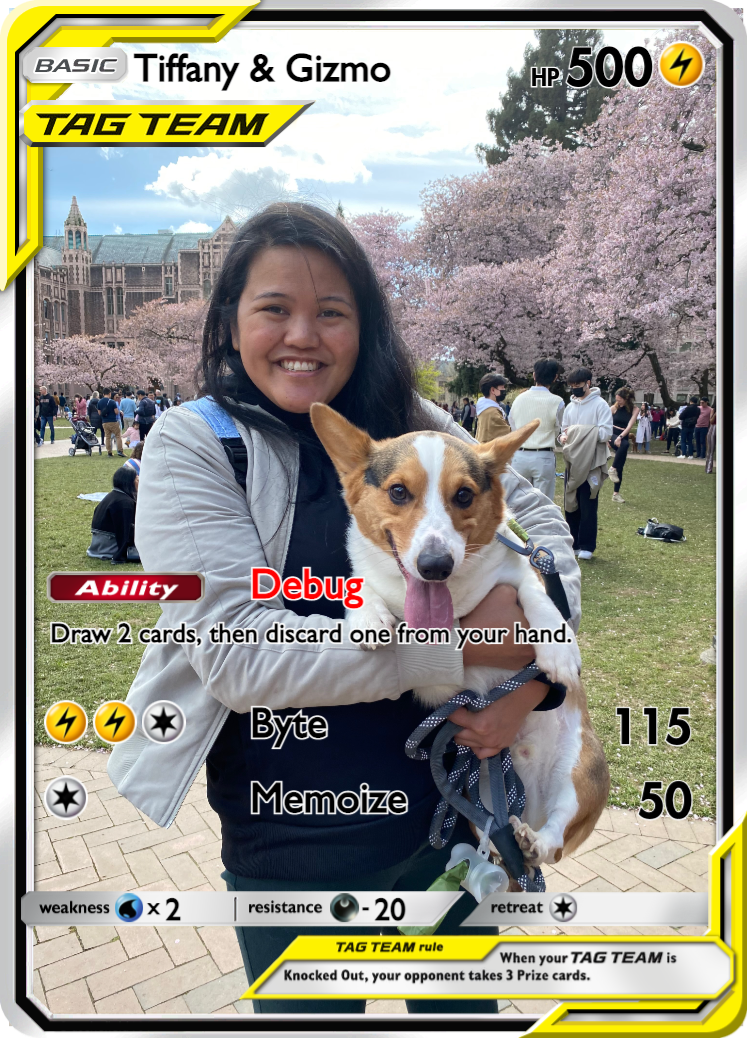 BASIC Tiffany & Gizmo HP 500
TAG TEAM
Ability Debug
Draw 2 cards, then discard one from your hand.
Byte 115
Memoize 50
weakness x 2 resistance - 20 retreat
TAG TEAM rule When your TAG TEAM is
Knocked Out, your opponent takes 3 Prize cards.